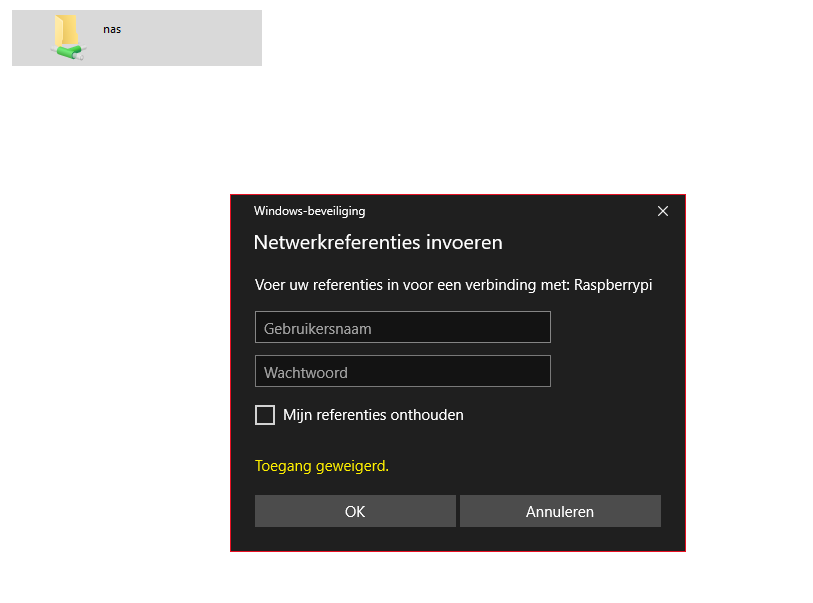 nas
Windows-beveiliging
Netwerkreferenties invoeren
Voer uw referenties in voor een verbinding met: Raspberrypi
Gebruikersnaam
Wachtwoord
Mijn referenties onthouden
Toegang geweigerd.
OK
Annuleren